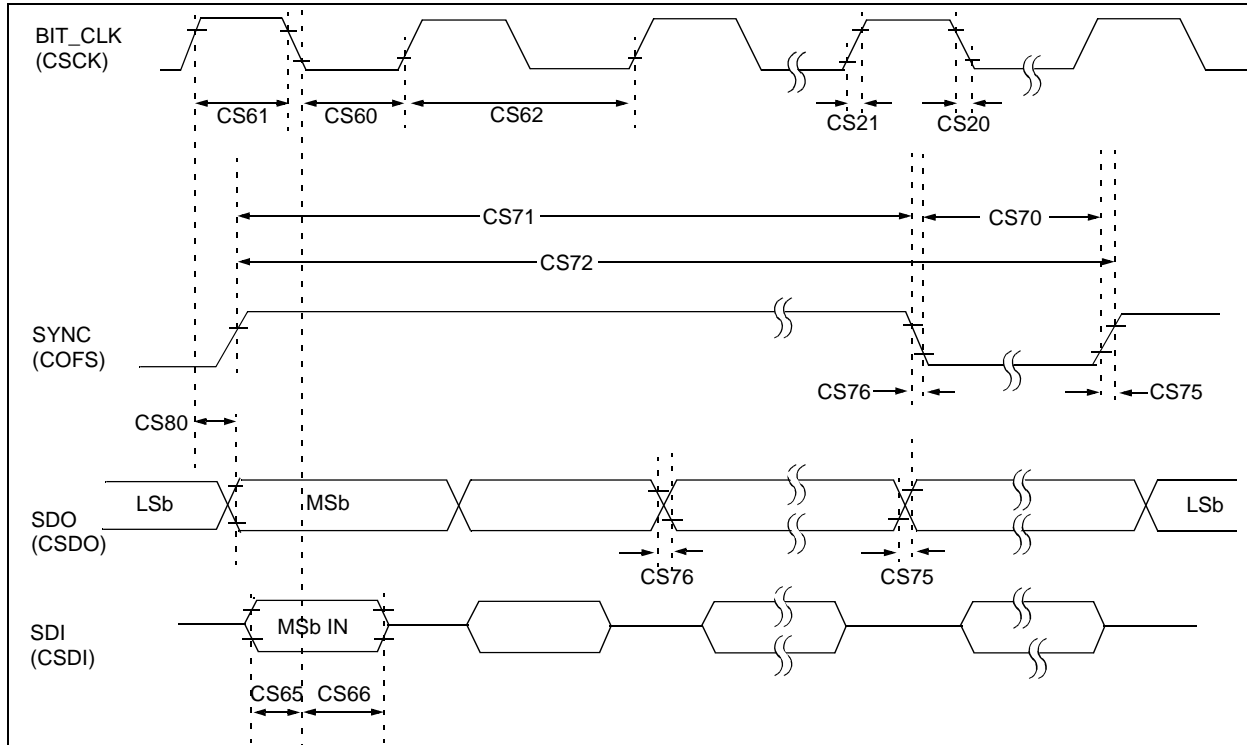 BIT_CLK
(CSCK)
CS61
CS60
CS62
CS21
CS20
CS71
CS70
CS72
SYNC
(COFS)
CS76
CS75
CS80
LSb
MSb
LSb
SDO
(CSDO)
CS76
CS75
SDI
(CSDI)
MSb IN
CS65
CS66